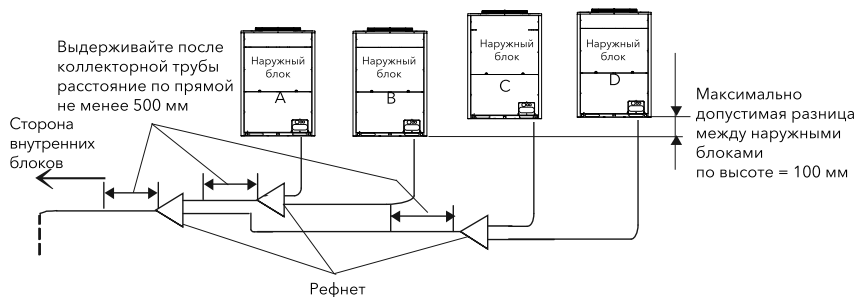 Выдерживайте после
коллекторной трубы
расстояние по прямой
не менее 500 мм
Сторона
внутренних
блоков
Наружный
блок
A
Наружный
блок
B
Наружный
блок
C
Наружный
блок
D
Максимально
допустимая разница
между наружными
блоками
по высоте = 100 мм
Рефнет